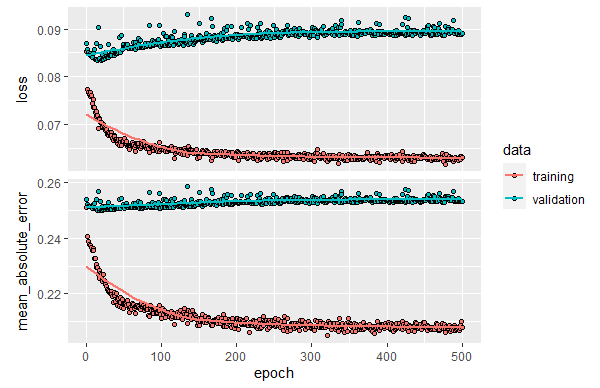 loss
0.09
0.08
0.07
mean_absolute_error
0.26
0.24
0.22
0
100
200
300
400
500
epoch
data
training
validation